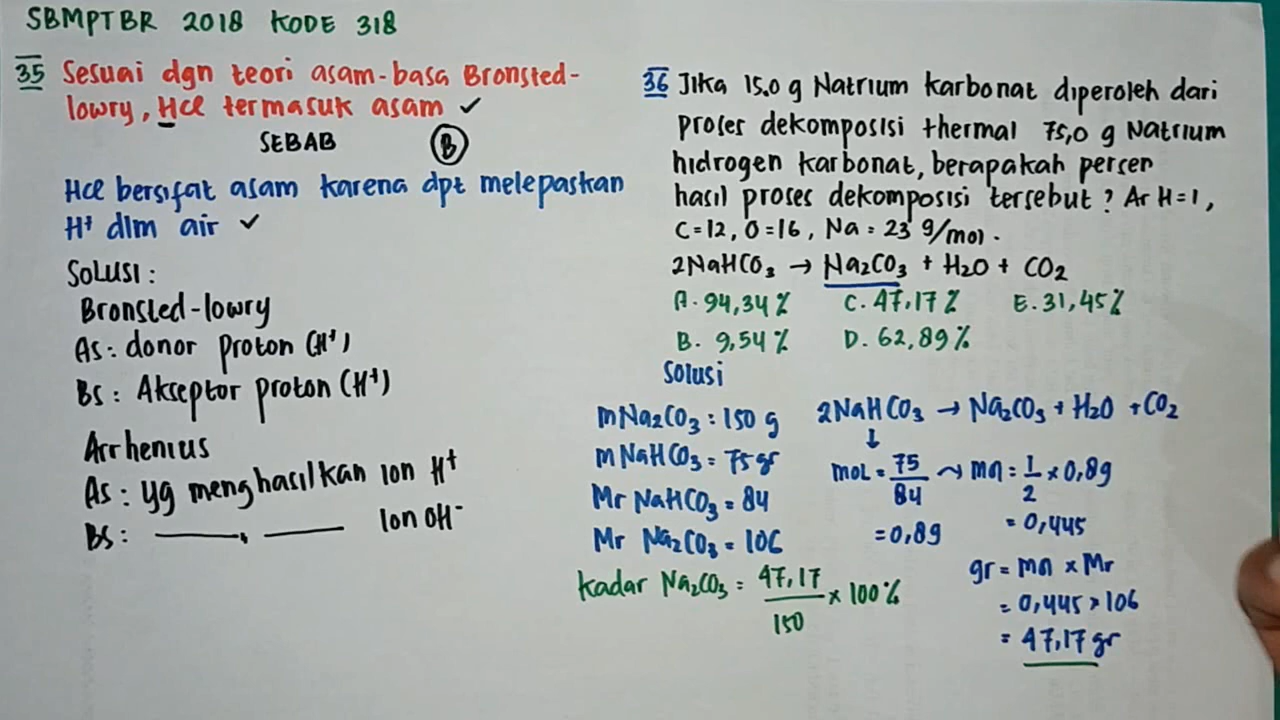 SBMPTBR 2018 KODE 318
35 Sesuai dgn teori asam-basa Bronsted-
lowry, Hcl termasuk asam ✓
SEBAB B
Hcl bersifat asam karena dpt melepaskan
H⁺ dlm air ✓
SOLUSI :
Bronsted-lowry
As : donor proton (H⁺)
Bs : Akseptor proton (H⁺)
Arrhenius
As : yg menghasilkan ion H⁺
Bs : ——, —— Ion OH⁻
36 Jika 15.0 g Natrium karbonat diperoleh dari
proses dekomposisi thermal 75,0 g Natrium
hidrogen karbonat, berapakah persen
hasil proses dekomposisi tersebut ? Ar H=1,
C=12, O=16, Na = 23 g/mol.
2NaHCO₃ → Na₂CO₃ + H₂O + CO₂
A. 94,34% C. 47,17% E. 31,45%
B. 9,54% D. 62,89%
Solusi
mNa₂CO₃ : 150 g
mNaHCO₃ = 75gr
Mr NaHCO₃ = 84
Mr Na₂CO₃ = 106
2NaHCO₃ → Na₂CO₃ + H₂O + CO₂
↓
moL = 75/84 ~> mn = 1/2 × 0,89
= 0,89
= 0,445
gr = mn × Mr
= 0,445 × 106
= 47,17 gr
Kadar Na₂CO₃ = 47,17/150 × 100%